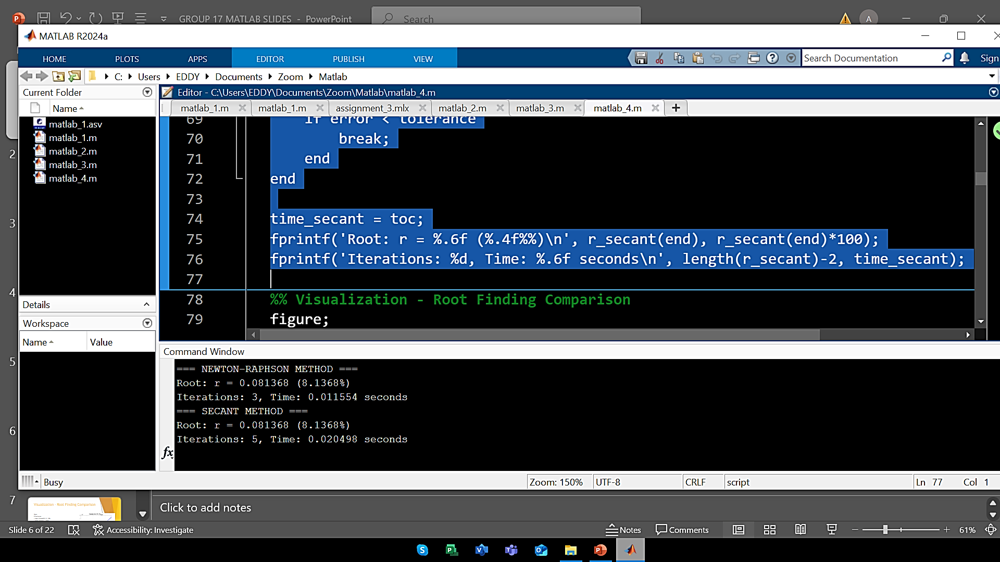 GROUP 17 MATLAB SLIDES - PowerPoint
Search
A
MATLAB R2024a
HOME
PLOTS
APPS
EDITOR
PUBLISH
VIEW
Search Documentation
Sign
C:
Users
EDDY
Documents
Zoom
Matlab
Current Folder
Editor - C:\Users\EDDY\Documents\Zoom\Matlab\matlab_4.m
Name
matlab_1.m
matlab_1.m
assignment_3.mlx
matlab_2.m
matlab_3.m
matlab_4.m
+
matlab_1.asv
matlab_1.m
matlab_2.m
matlab_3.m
matlab_4.m
69 if error < tolerance
70 break;
71 end
72 end
73
74 time_secant = toc;
75 fprintf('Root: r = %.6f (%.4f%%)\n', r_secant(end), r_secant(end)*100);
76 fprintf('Iterations: %d, Time: %.6f seconds\n', length(r_secant)-2, time_secant);
77
78 %% Visualization - Root Finding Comparison
79 figure;
Details
Workspace
Name
Value
Command Window
=== NEWTON-RAPHSON METHOD ===
Root: r = 0.081368 (8.1368%)
Iterations: 3, Time: 0.011554 seconds
=== SECANT METHOD ===
Root: r = 0.081368 (8.1368%)
Iterations: 5, Time: 0.020498 seconds
fx
Busy
Zoom: 150%
UTF-8
CRLF
script
Ln 77
Col 1
2
3
4
5
6
7
Visualization - Root Finding Comparison
Click to add notes
Slide 6 of 22
Accessibility: Investigate
Notes
Comments
61%